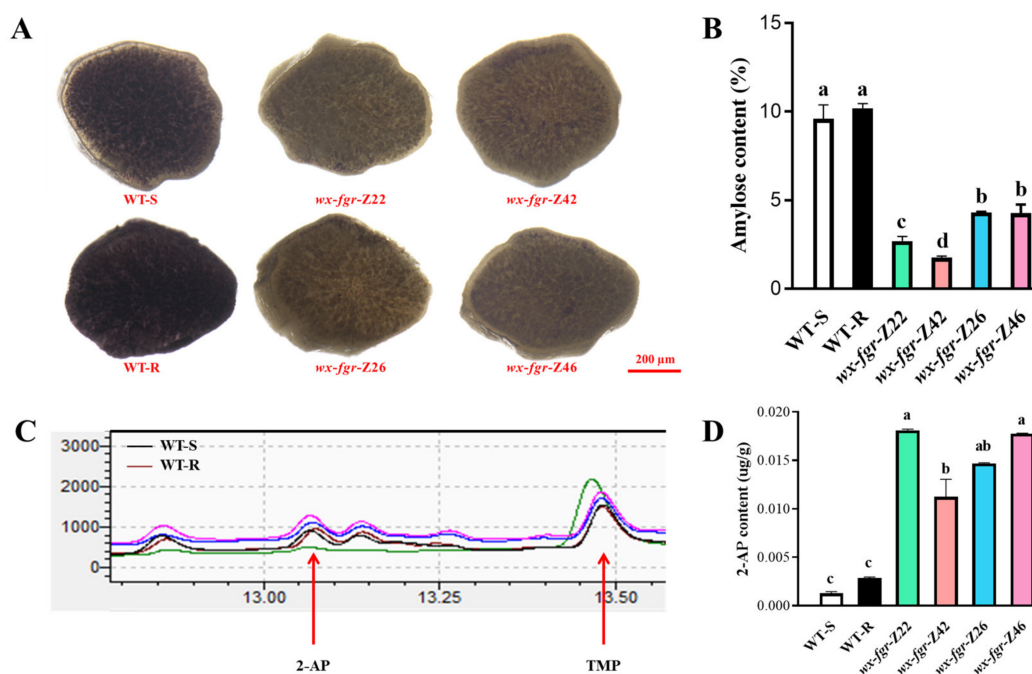 A
WT-S
wx-fgr-Z22
wx-fgr-Z42
WT-R
wx-fgr-Z26
wx-fgr-Z46
200 μm
B
Amylose content (%)
15
10
5
0
a
a
c
d
b
b
WT-S
WT-R
wx-fgr-Z22
wx-fgr-Z42
wx-fgr-Z26
wx-fgr-Z46
C
WT-S
WT-R
3000
2000
1000
0
13.00
13.25
13.50
2-AP
TMP
D
2-AP content (ug/g)
0.020
0.015
0.010
0.005
0.000
c
c
a
b
ab
a
WT-S
WT-R
wx-fgr-Z22
wx-fgr-Z42
wx-fgr-Z26
wx-fgr-Z46